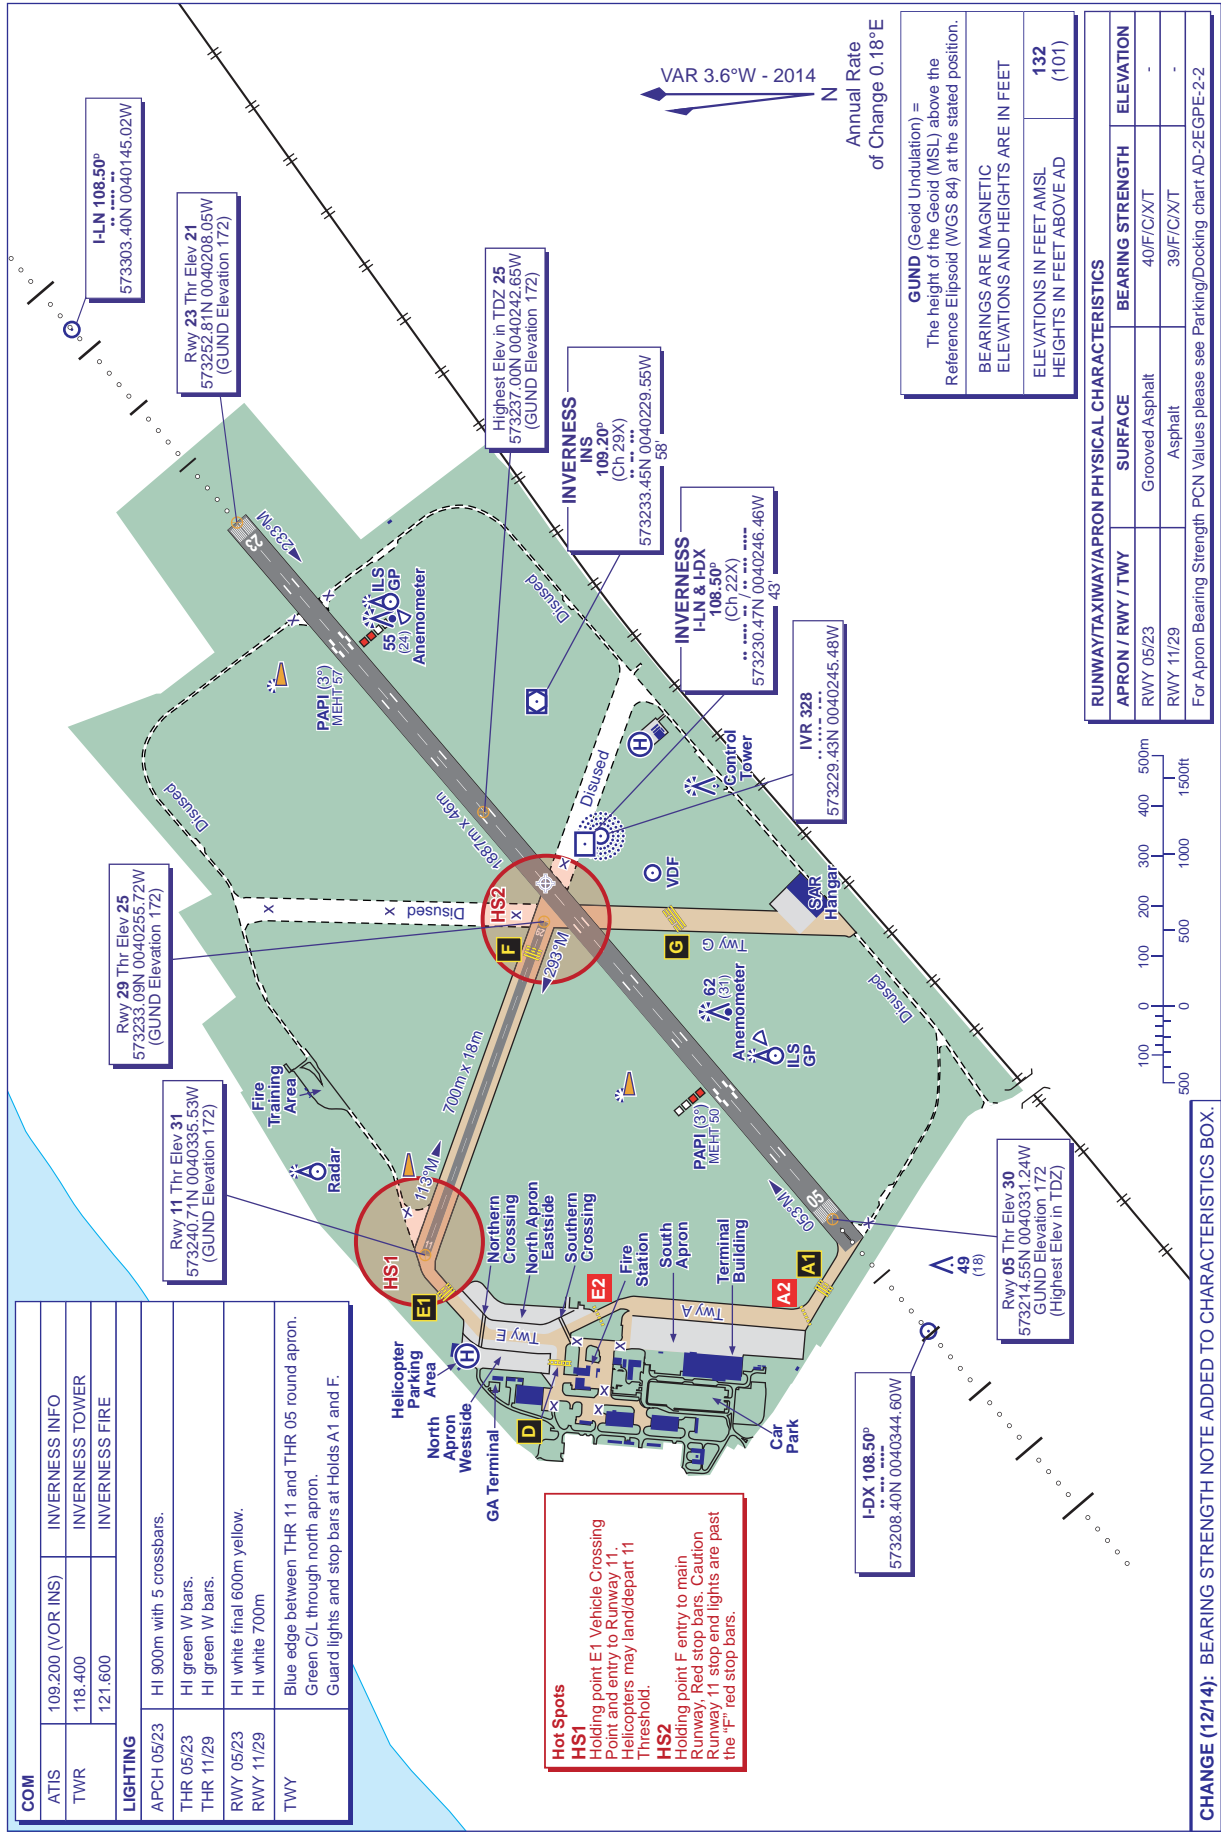 COM
ATIS 109.200 (VOR INS) INVERNESS INFO
TWR 118.400 INVERNESS TOWER
121.600 INVERNESS FIRE
LIGHTING
APCH 05/23 HI 900m with 5 crossbars.
THR 05/23 HI green W bars.
THR 11/29 HI green W bars.
RWY 05/23 HI white final 600m yellow.
RWY 11/29 HI white 700m
TWY Blue edge between THR 11 and THR 05 round apron.
Green C/L through north apron.
Guard lights and stop bars at Holds A1 and F.
Rwy 11 Thr Elev 31
573240.71N 0040335.53W
(GUND Elevation 172)
Rwy 29 Thr Elev 25
573233.09N 0040255.72W
(GUND Elevation 172)
I-LN 108.50ᴰ
573303.40N 0040145.02W
Rwy 23 Thr Elev 21
573252.81N 0040208.05W
(GUND Elevation 172)
Highest Elev in TDZ 25
573237.00N 0040242.65W
(GUND Elevation 172)
INVERNESS
INS
109.20ᴰ
(Ch 29X)
573233.45N 0040229.55W
58'
INVERNESS
I-LN & I-DX
108.50ᴰ
(Ch 22X)
573230.47N 0040246.46W
43'
IVR 328
573229.43N 0040245.48W
VAR 3.6°W - 2014
N
Annual Rate
of Change 0.18°E
Fire
Training
Area
Radar
HS1
E1
113°M
700m x 18m
293°M
HS2
F
29
Disused
Disused
1887m x 46m
PAPI (3°)
MEHT 57
23
233°M
55
(24)
ILS
GP
Anemometer
Disused
Disused
H
Control
Tower
VDF
G
Twy G
SAR
Hangar
Disused
62
(31)
Anemometer
ILS
GP
PAPI (3°)
MEHT 50
05
053°M
Helicopter
Parking
Area
H
North
Apron
Westside
GA Terminal
D
Northern
Crossing
North Apron
Eastside
Southern
Crossing
Twy E
E2
Fire
Station
South
Apron
Terminal
Building
Twy A
A2
A1
Car
Park
49
(18)
Rwy 05 Thr Elev 30
573214.55N 0040331.24W
GUND Elevation 172
(Highest Elev in TDZ)
I-DX 108.50ᴰ
573208.40N 0040344.60W
Hot Spots
HS1
Holding point E1 Vehicle Crossing
Point and entry to Runway 11.
Helicopters may land/depart 11
Threshold.
HS2
Holding point F entry to main
Runway, Red stop bars. Caution
Runway 11 stop end lights are past
the “F” red stop bars.
GUND (Geoid Undulation) =
The height of the Geoid (MSL) above the
Reference Elipsoid (WGS 84) at the stated position.
BEARINGS ARE MAGNETIC
ELEVATIONS AND HEIGHTS ARE IN FEET
ELEVATIONS IN FEET AMSL 132
HEIGHTS IN FEET ABOVE AD (101)
RUNWAY/TAXIWAY/APRON PHYSICAL CHARACTERISTICS
APRON / RWY / TWY SURFACE BEARING STRENGTH ELEVATION
RWY 05/23 Grooved Asphalt 40/F/C/X/T -
RWY 11/29 Asphalt 39/F/C/X/T -
For Apron Bearing Strength PCN Values please see Parking/Docking chart AD-2EGPE-2-2
100 0 100 200 300 400 500m
500 0 500 1000 1500ft
CHANGE (12/14): BEARING STRENGTH NOTE ADDED TO CHARACTERISTICS BOX.